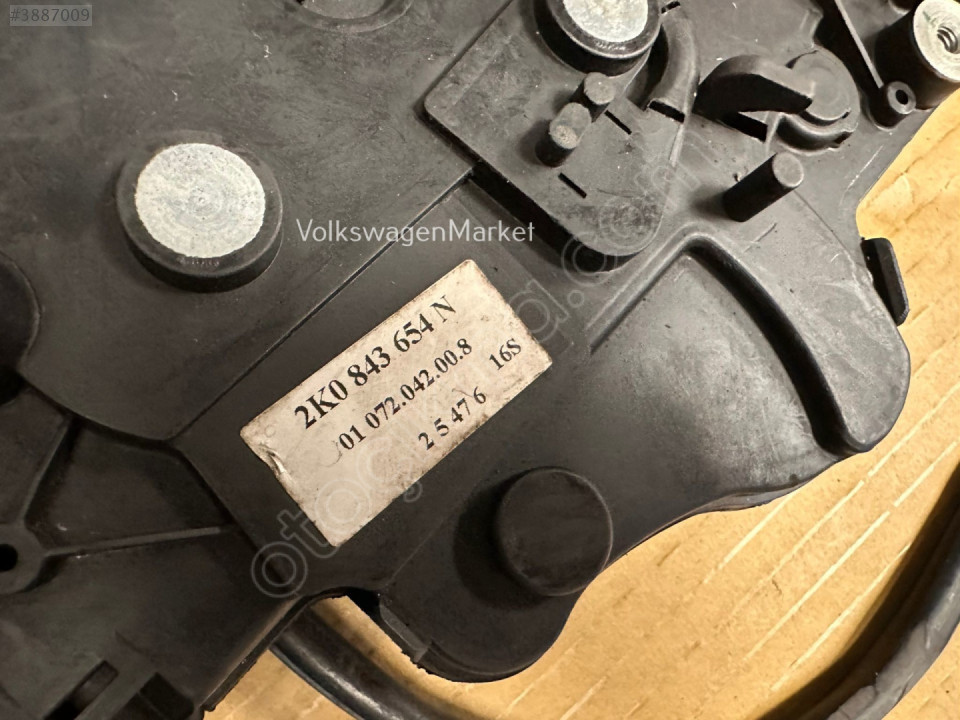 #3887009
VolkswagenMarket
2K0 843 654 N
01 072.042.00.8
2 5 47 6 16S